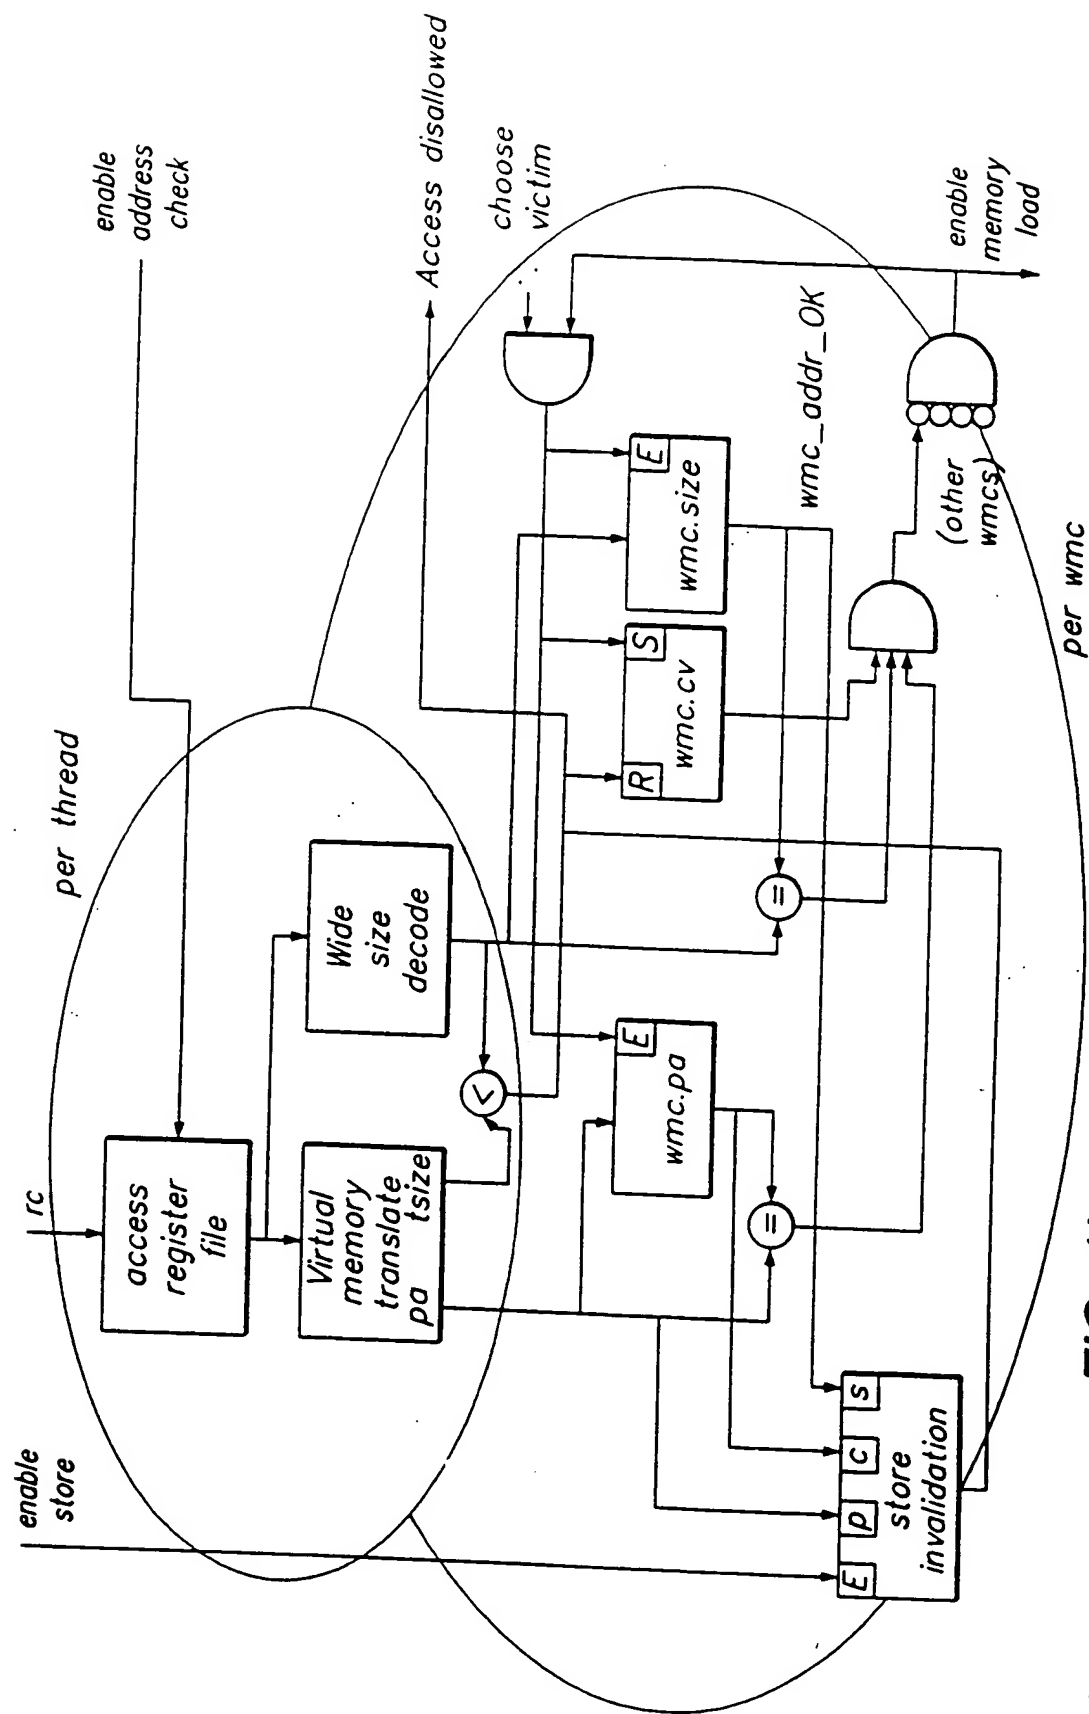 rc
enable
store
per thread
enable
address
check
access
register
file
Virtual
memory
translate
pa tsize
Wide
size
decode
<
Access disallowed
choose
victim
E
wmc.pa
R
S
wmc.cv
E
wmc.size
=
=
wmc_addr_OK
E
p
c
s
store
invalidation
(other
wmcs)
enable
memory
load
per wmc